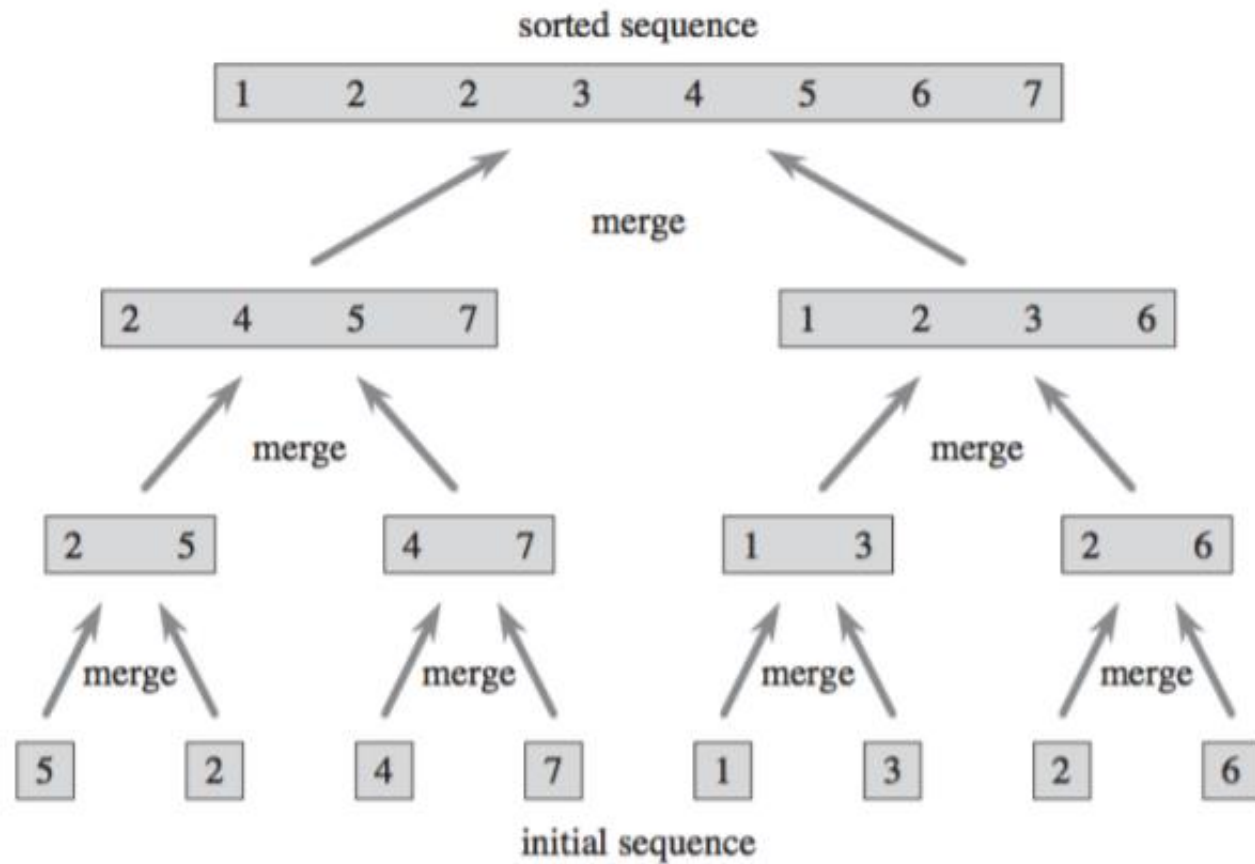 sorted sequence
1 2 2 3 4 5 6 7
merge
2 4 5 7 1 2 3 6
merge merge
2 5 4 7 1 3 2 6
merge merge merge merge
5 2 4 7 1 3 2 6
initial sequence